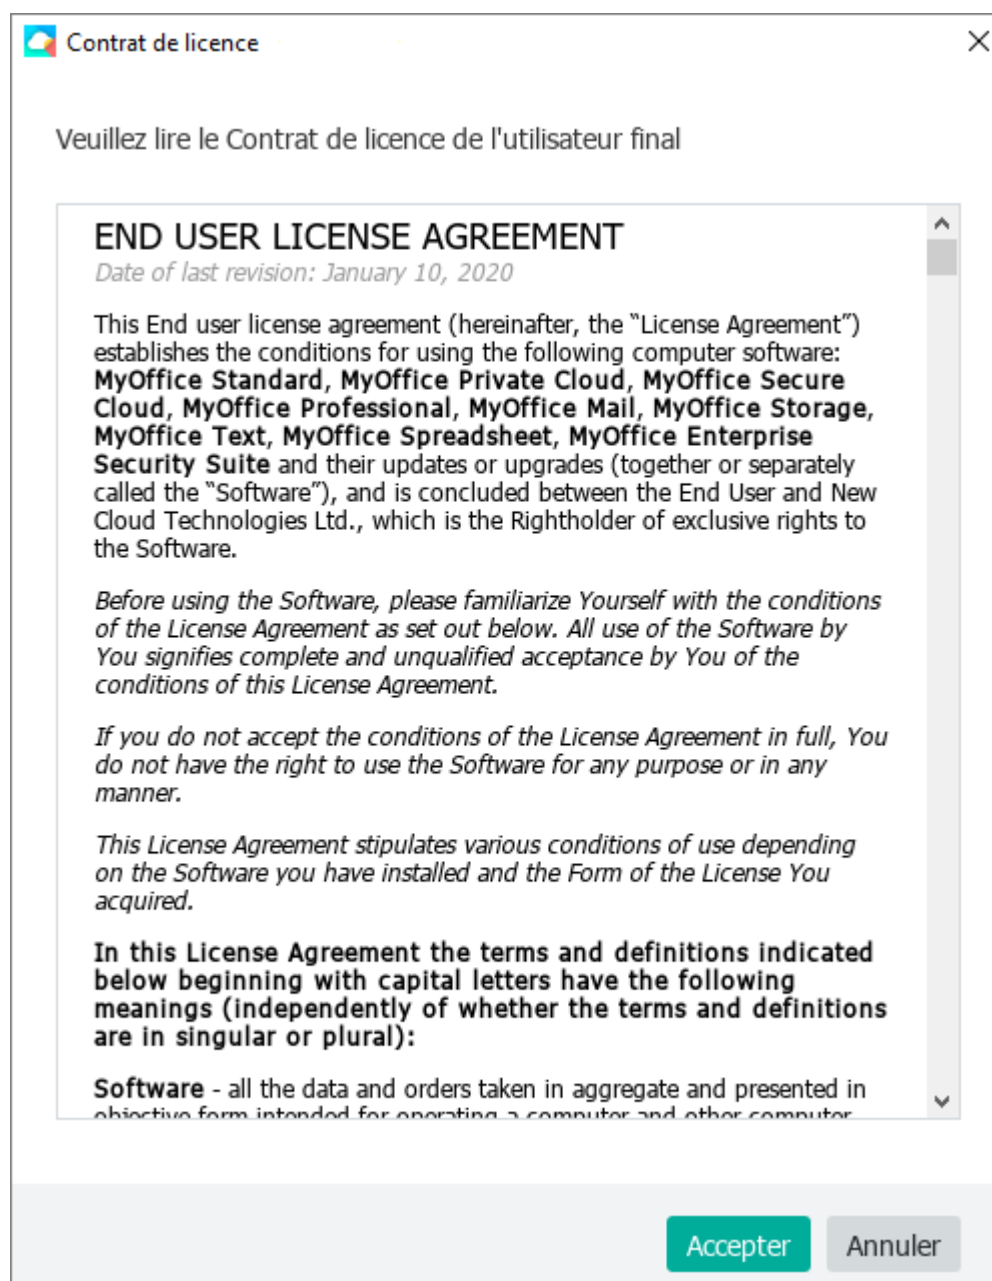 Contrat de licence
Veuillez lire le Contrat de licence de l'utilisateur final
END USER LICENSE AGREEMENT
Date of last revision: January 10, 2020
This End user license agreement (hereinafter, the “License Agreement”)
establishes the conditions for using the following computer software:
MyOffice Standard, MyOffice Private Cloud, MyOffice Secure
Cloud, MyOffice Professional, MyOffice Mail, MyOffice Storage,
MyOffice Text, MyOffice Spreadsheet, MyOffice Enterprise
Security Suite and their updates or upgrades (together or separately
called the “Software”), and is concluded between the End User and New
Cloud Technologies Ltd., which is the Rightholder of exclusive rights to
the Software.
Before using the Software, please familiarize Yourself with the conditions
of the License Agreement as set out below. All use of the Software by
You signifies complete and unqualified acceptance by You of the
conditions of this License Agreement.
If you do not accept the conditions of the License Agreement in full, You
do not have the right to use the Software for any purpose or in any
manner.
This License Agreement stipulates various conditions of use depending
on the Software you have installed and the Form of the License You
acquired.
In this License Agreement the terms and definitions indicated
below beginning with capital letters have the following
meanings (independently of whether the terms and definitions
are in singular or plural):
Software - all the data and orders taken in aggregate and presented in
objective form intended for operating a computer and other computer
Accepter
Annuler